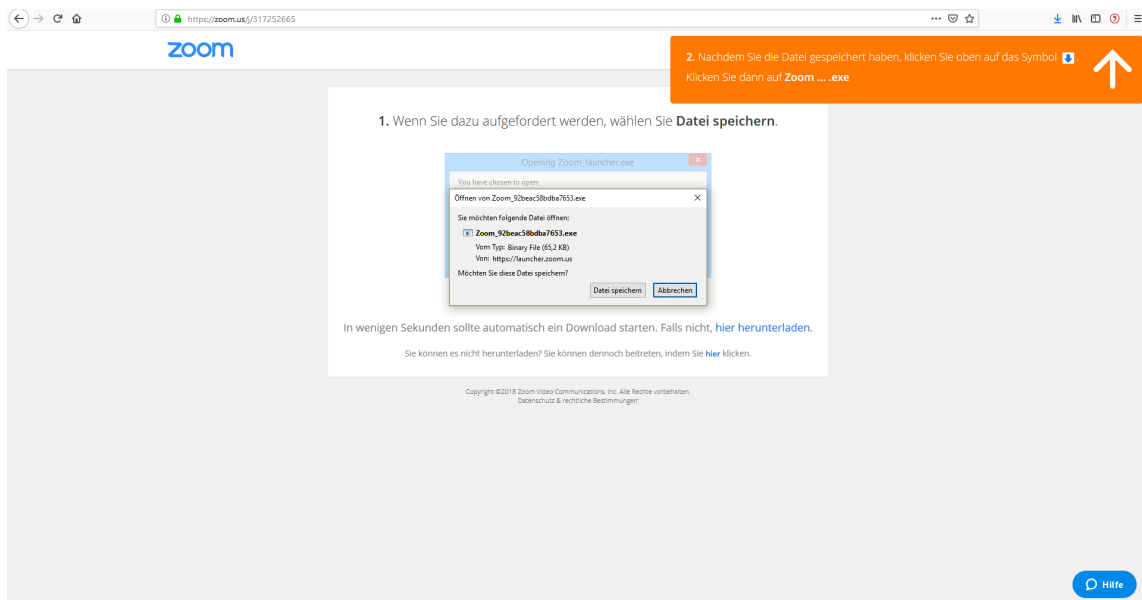 https://zoom.us/j/317252665
zoom
2. Nachdem Sie die Datei gespeichert haben, klicken Sie oben auf das Symbol .
Klicken Sie dann auf Zoom ... .exe
1. Wenn Sie dazu aufgefordert werden, wählen Sie Datei speichern.
Opening Zoom_launcher.exe
You have chosen to open:
Öffnen von Zoom_92beac58bdba7653.exe
Sie möchten folgende Datei öffnen:
Zoom_92beac58bdba7653.exe
Vom Typ: Binary File (65,2 KB)
Von: https://launcher.zoom.us
Möchten Sie diese Datei speichern?
Datei speichern Abbrechen
In wenigen Sekunden sollte automatisch ein Download starten. Falls nicht, hier herunterladen.
Sie können es nicht herunterladen? Sie können dennoch beitreten, indem Sie hier klicken.
Copyright ©2018 Zoom Video Communications, Inc. Alle Rechte vorbehalten.
Datenschutz & rechtliche Bestimmungen"
Hilfe